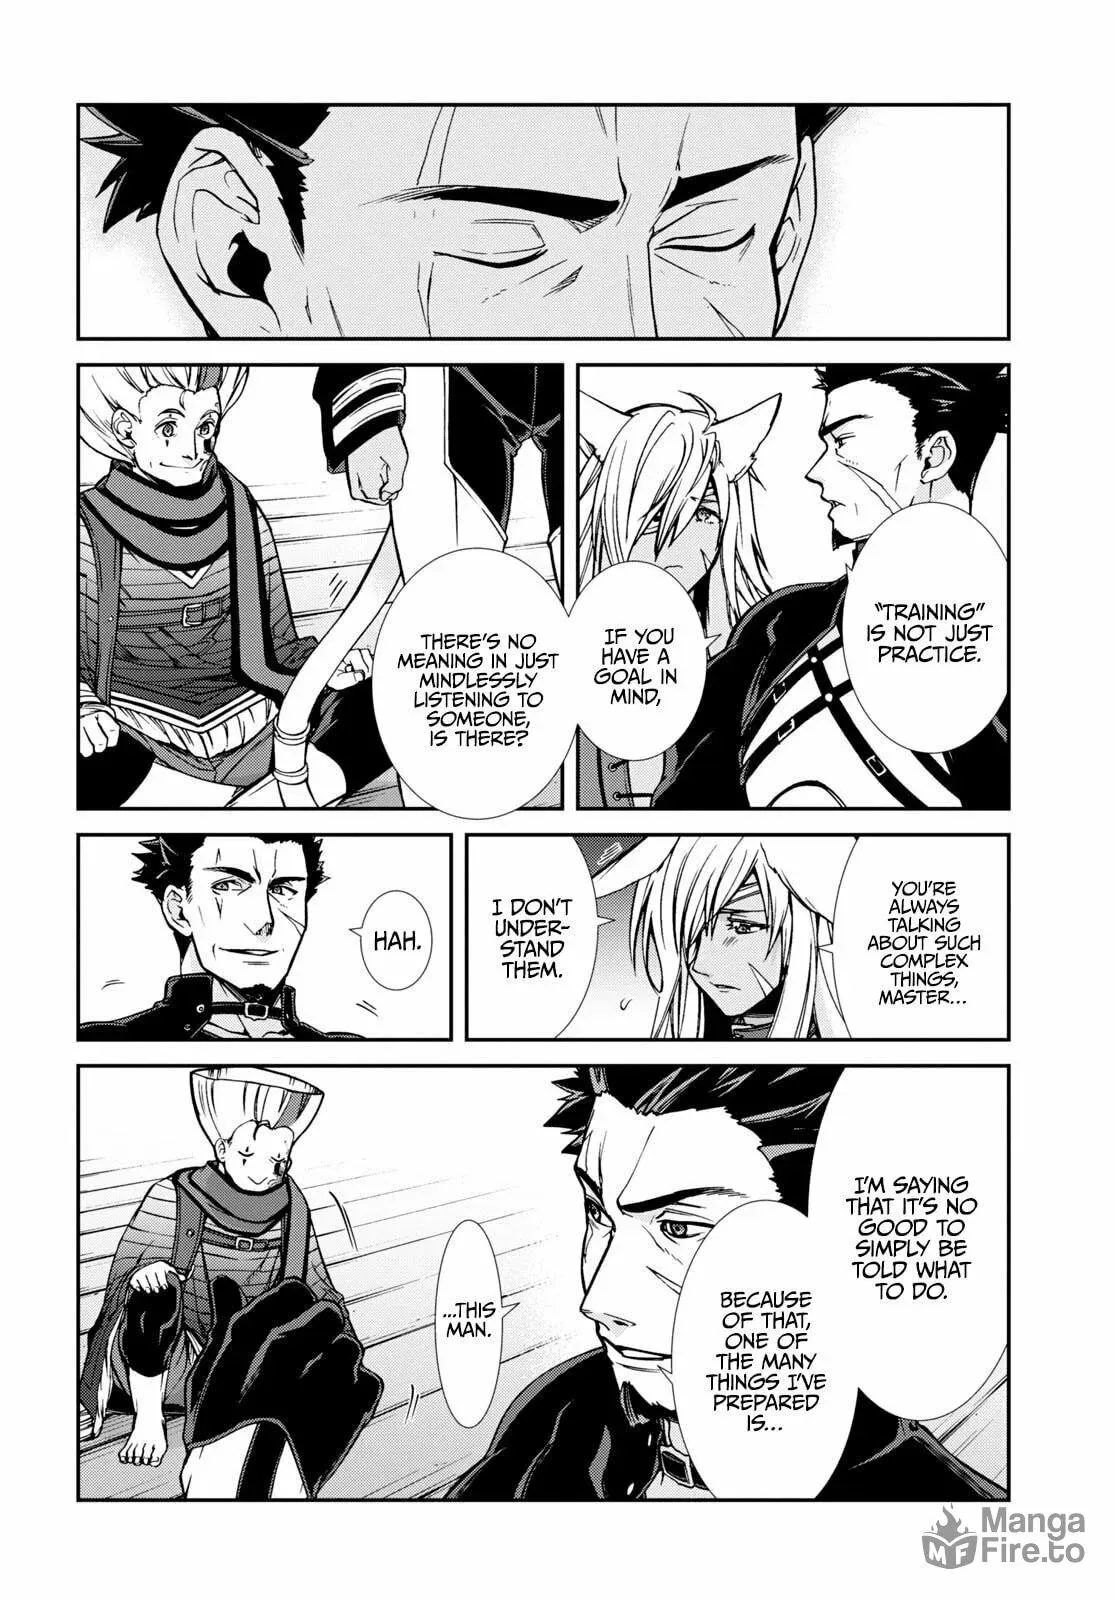 "TRAINING"
IS NOT JUST
PRACTICE.
IF YOU
HAVE A
GOAL IN
MIND,
THERE'S NO
MEANING IN JUST
MINDLESSLY
LISTENING TO
SOMEONE,
IS THERE?
YOU'RE
ALWAYS
TALKING
ABOUT SUCH
COMPLEX
THINGS,
MASTER...
I DON'T
UNDER-
STAND
THEM.
HAH.
I'M SAYING
THAT IT'S NO
GOOD TO
SIMPLY BE
TOLD WHAT
TO DO.
BECAUSE
OF THAT,
ONE OF
THE MANY
THINGS I'VE
PREPARED
IS...
...THIS
MAN.
Manga
Fire.to
MF